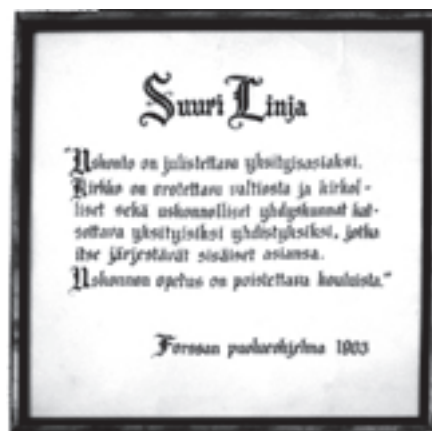 Suuri Linja
"Uskonto on julistettava yksityisasiaksi.
Kirkko on erotettava valtiosta ja kirkol-
liset sekä uskonnolliset yhdyskunnat kat-
sottava yksityisiksi yhdistyksiksi, jotka
itse järjestävät sisäiset asiansa.
Uskonnon opetus on poistettava kouluista."
Forssan puolueohjelma 1903